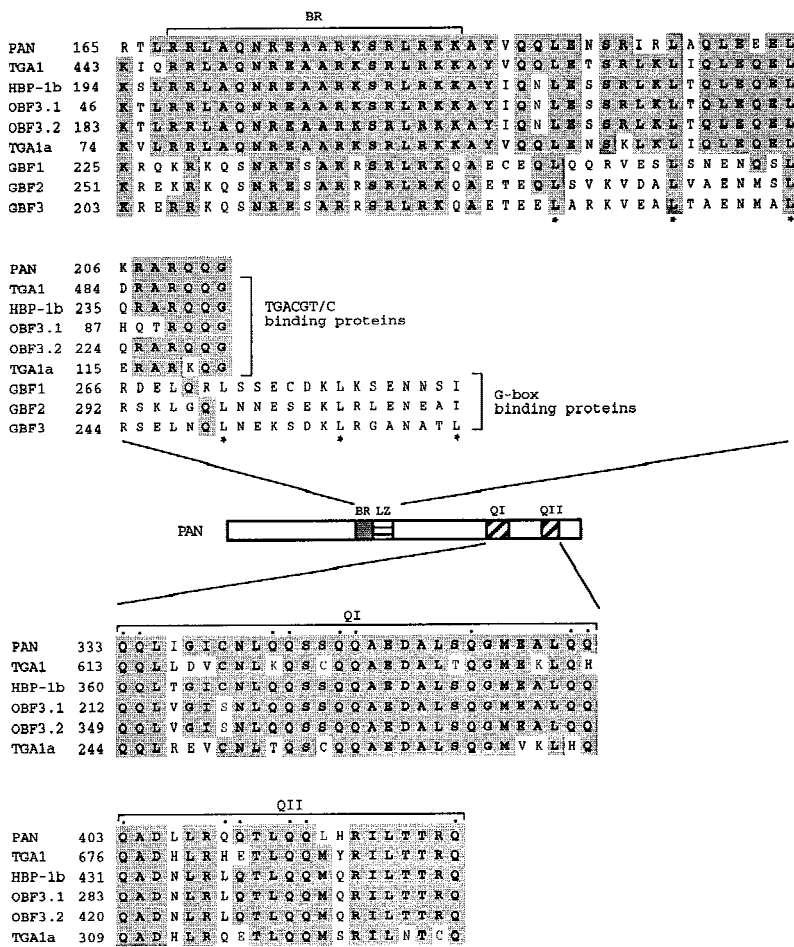 BR
PAN 165 R T L R R L A Q N R E A A R K S R L R K K A Y V Q Q L E N S R I R L A Q L E E E L
TGA1 443 K I Q R R L A Q N R E A A R K S R L R K K A Y V Q Q L E T S R L K L I Q L E Q E L
HBP-1b 194 K S L R R L A Q N R E A A R K S R L R K K A Y I Q N L E S S R L K L T Q L E Q E L
OBF3.1 46 K T L R R L A Q N R E A A R K S R L R K K A Y I Q N L E S S R L K L T Q L E Q E L
OBF3.2 183 K T L R R L A Q N R E A A R K S R L R K K A Y I Q N L E S S R L K L T Q L E Q E L
TGA1a 74 K V L R R L A Q N R E A A R K S R L R K K A Y V Q Q L E N S K L K L I Q L E Q E L
GBF1 225 K R Q K R K Q S N R E S A R R S R L R K Q A E C E Q L Q Q R V E S L S N E N Q S L
GBF2 251 K R E K R K Q S N R E S A R R S R L R K Q A E T E Q L S V K V D A L V A E N M S L
GBF3 203 K R E R R K Q S N R E S A R R S R L R K Q A E T E E L A R K V E A L T A E N M A L
* * *
PAN 206 K R A R Q Q G
TGA1 484 D R A R Q Q G
HBP-1b 235 Q R A R Q Q G
OBF3.1 87 H Q T R Q Q G
OBF3.2 224 Q R A R Q Q G
TGA1a 115 E R A R K Q G
TGACGT/C
binding proteins
GBF1 266 R D E L Q R L S S E C D K L K S E N N S I
GBF2 292 R S K L G Q L N N E S E K L R L E N E A I
GBF3 244 R S E L N Q L N E K S D K L R G A N A T L
G-box
binding proteins
* * *
BR LZ QI QII
PAN
QI
PAN 333 Q Q L I G I C N L Q Q S S Q Q A E D A L S Q G M E A L Q Q
TGA1 613 Q Q L L D V C N L K Q S C Q Q A E D A L T Q G M E K L Q H
HBP-1b 360 Q Q L T G I C N L Q Q S S Q Q A E D A L S Q G M E A L Q Q
OBF3.1 212 Q Q L V G I S N L Q Q S S Q Q A E D A L S Q G M E A L Q Q
OBF3.2 349 Q Q L V G I S N L Q Q S S Q Q A E D A L S Q G M E A L Q Q
TGA1a 244 Q Q L R E V C N L T Q S C Q Q A E D A L S Q G M V K L H Q
QII
PAN 403 Q A D L L R Q Q T L Q Q L H R I L T T R Q
TGA1 676 Q A D H L R H E T L Q Q M Y R I L T T R Q
HBP-1b 431 Q A D N L R L Q T L Q Q M Q R I L T T R Q
OBF3.1 283 Q A D N L R L Q T L Q Q M Q R I L T T R Q
OBF3.2 420 Q A D N L R L Q T L Q Q M Q R I L T T R Q
TGA1a 309 Q A D H L R Q E T L Q Q M S R I L N T C Q